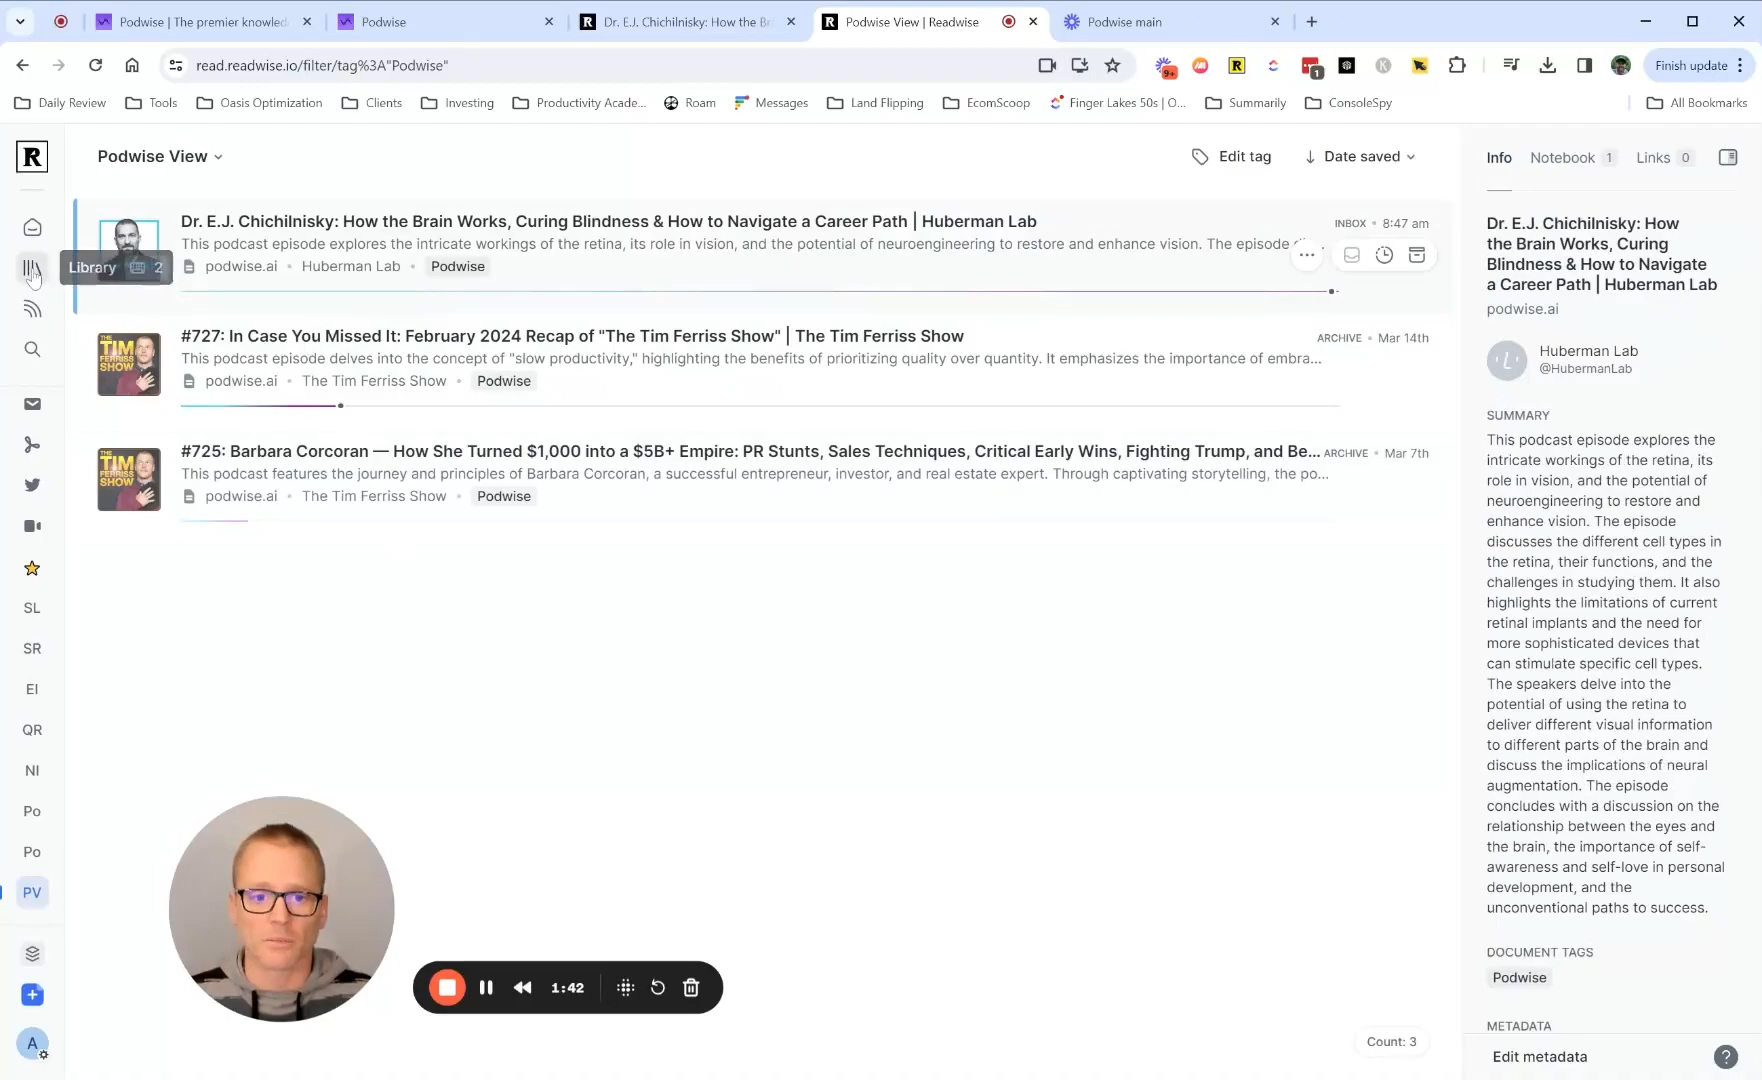 Podwise | The premier knowled
Podwise
Dr. E.J. Chichilnisky: How the Br
Podwise View | Readwise
Podwise main
read.readwise.io/filter/tag%3A"Podwise"
9+
1
Finish update
Daily Review
Tools
Oasis Optimization
Clients
Investing
Productivity Acade...
Roam
Messages
Land Flipping
EcomScoop
Finger Lakes 50s | O...
Summarily
ConsoleSpy
All Bookmarks
R
Podwise View
Edit tag
Date saved
Dr. E.J. Chichilnisky: How the Brain Works, Curing Blindness & How to Navigate a Career Path | Huberman Lab
INBOX • 8:47 am
This podcast episode explores the intricate workings of the retina, its role in vision, and the potential of neuroengineering to restore and enhance vision. The episode
podwise.ai • Huberman Lab • Podwise
Library 2
#727: In Case You Missed It: February 2024 Recap of "The Tim Ferriss Show" | The Tim Ferriss Show
ARCHIVE • Mar 14th
This podcast episode delves into the concept of "slow productivity," highlighting the benefits of prioritizing quality over quantity. It emphasizes the importance of embra...
podwise.ai • The Tim Ferriss Show • Podwise
THE
TIM
FERRISS
SHOW
#725: Barbara Corcoran — How She Turned $1,000 into a $5B+ Empire: PR Stunts, Sales Techniques, Critical Early Wins, Fighting Trump, and Be...
ARCHIVE • Mar 7th
This podcast features the journey and principles of Barbara Corcoran, a successful entrepreneur, investor, and real estate expert. Through captivating storytelling, the po...
podwise.ai • The Tim Ferriss Show • Podwise
THE
TIM
FERRISS
SHOW
SL
SR
EI
QR
NI
Po
Po
PV
A
1:42
Count: 3
Info
Notebook 1
Links 0
Dr. E.J. Chichilnisky: How
the Brain Works, Curing
Blindness & How to Navigate
a Career Path | Huberman Lab
podwise.ai
Huberman Lab
@HubermanLab
SUMMARY
This podcast episode explores the
intricate workings of the retina, its
role in vision, and the potential of
neuroengineering to restore and
enhance vision. The episode
discusses the different cell types in
the retina, their functions, and the
challenges in studying them. It also
highlights the limitations of current
retinal implants and the need for
more sophisticated devices that
can stimulate specific cell types.
The speakers delve into the
potential of using the retina to
deliver different visual information
to different parts of the brain and
discuss the implications of neural
augmentation. The episode
concludes with a discussion on the
relationship between the eyes and
the brain, the importance of self-
awareness and self-love in personal
development, and the
unconventional paths to success.
DOCUMENT TAGS
Podwise
METADATA
Edit metadata
?